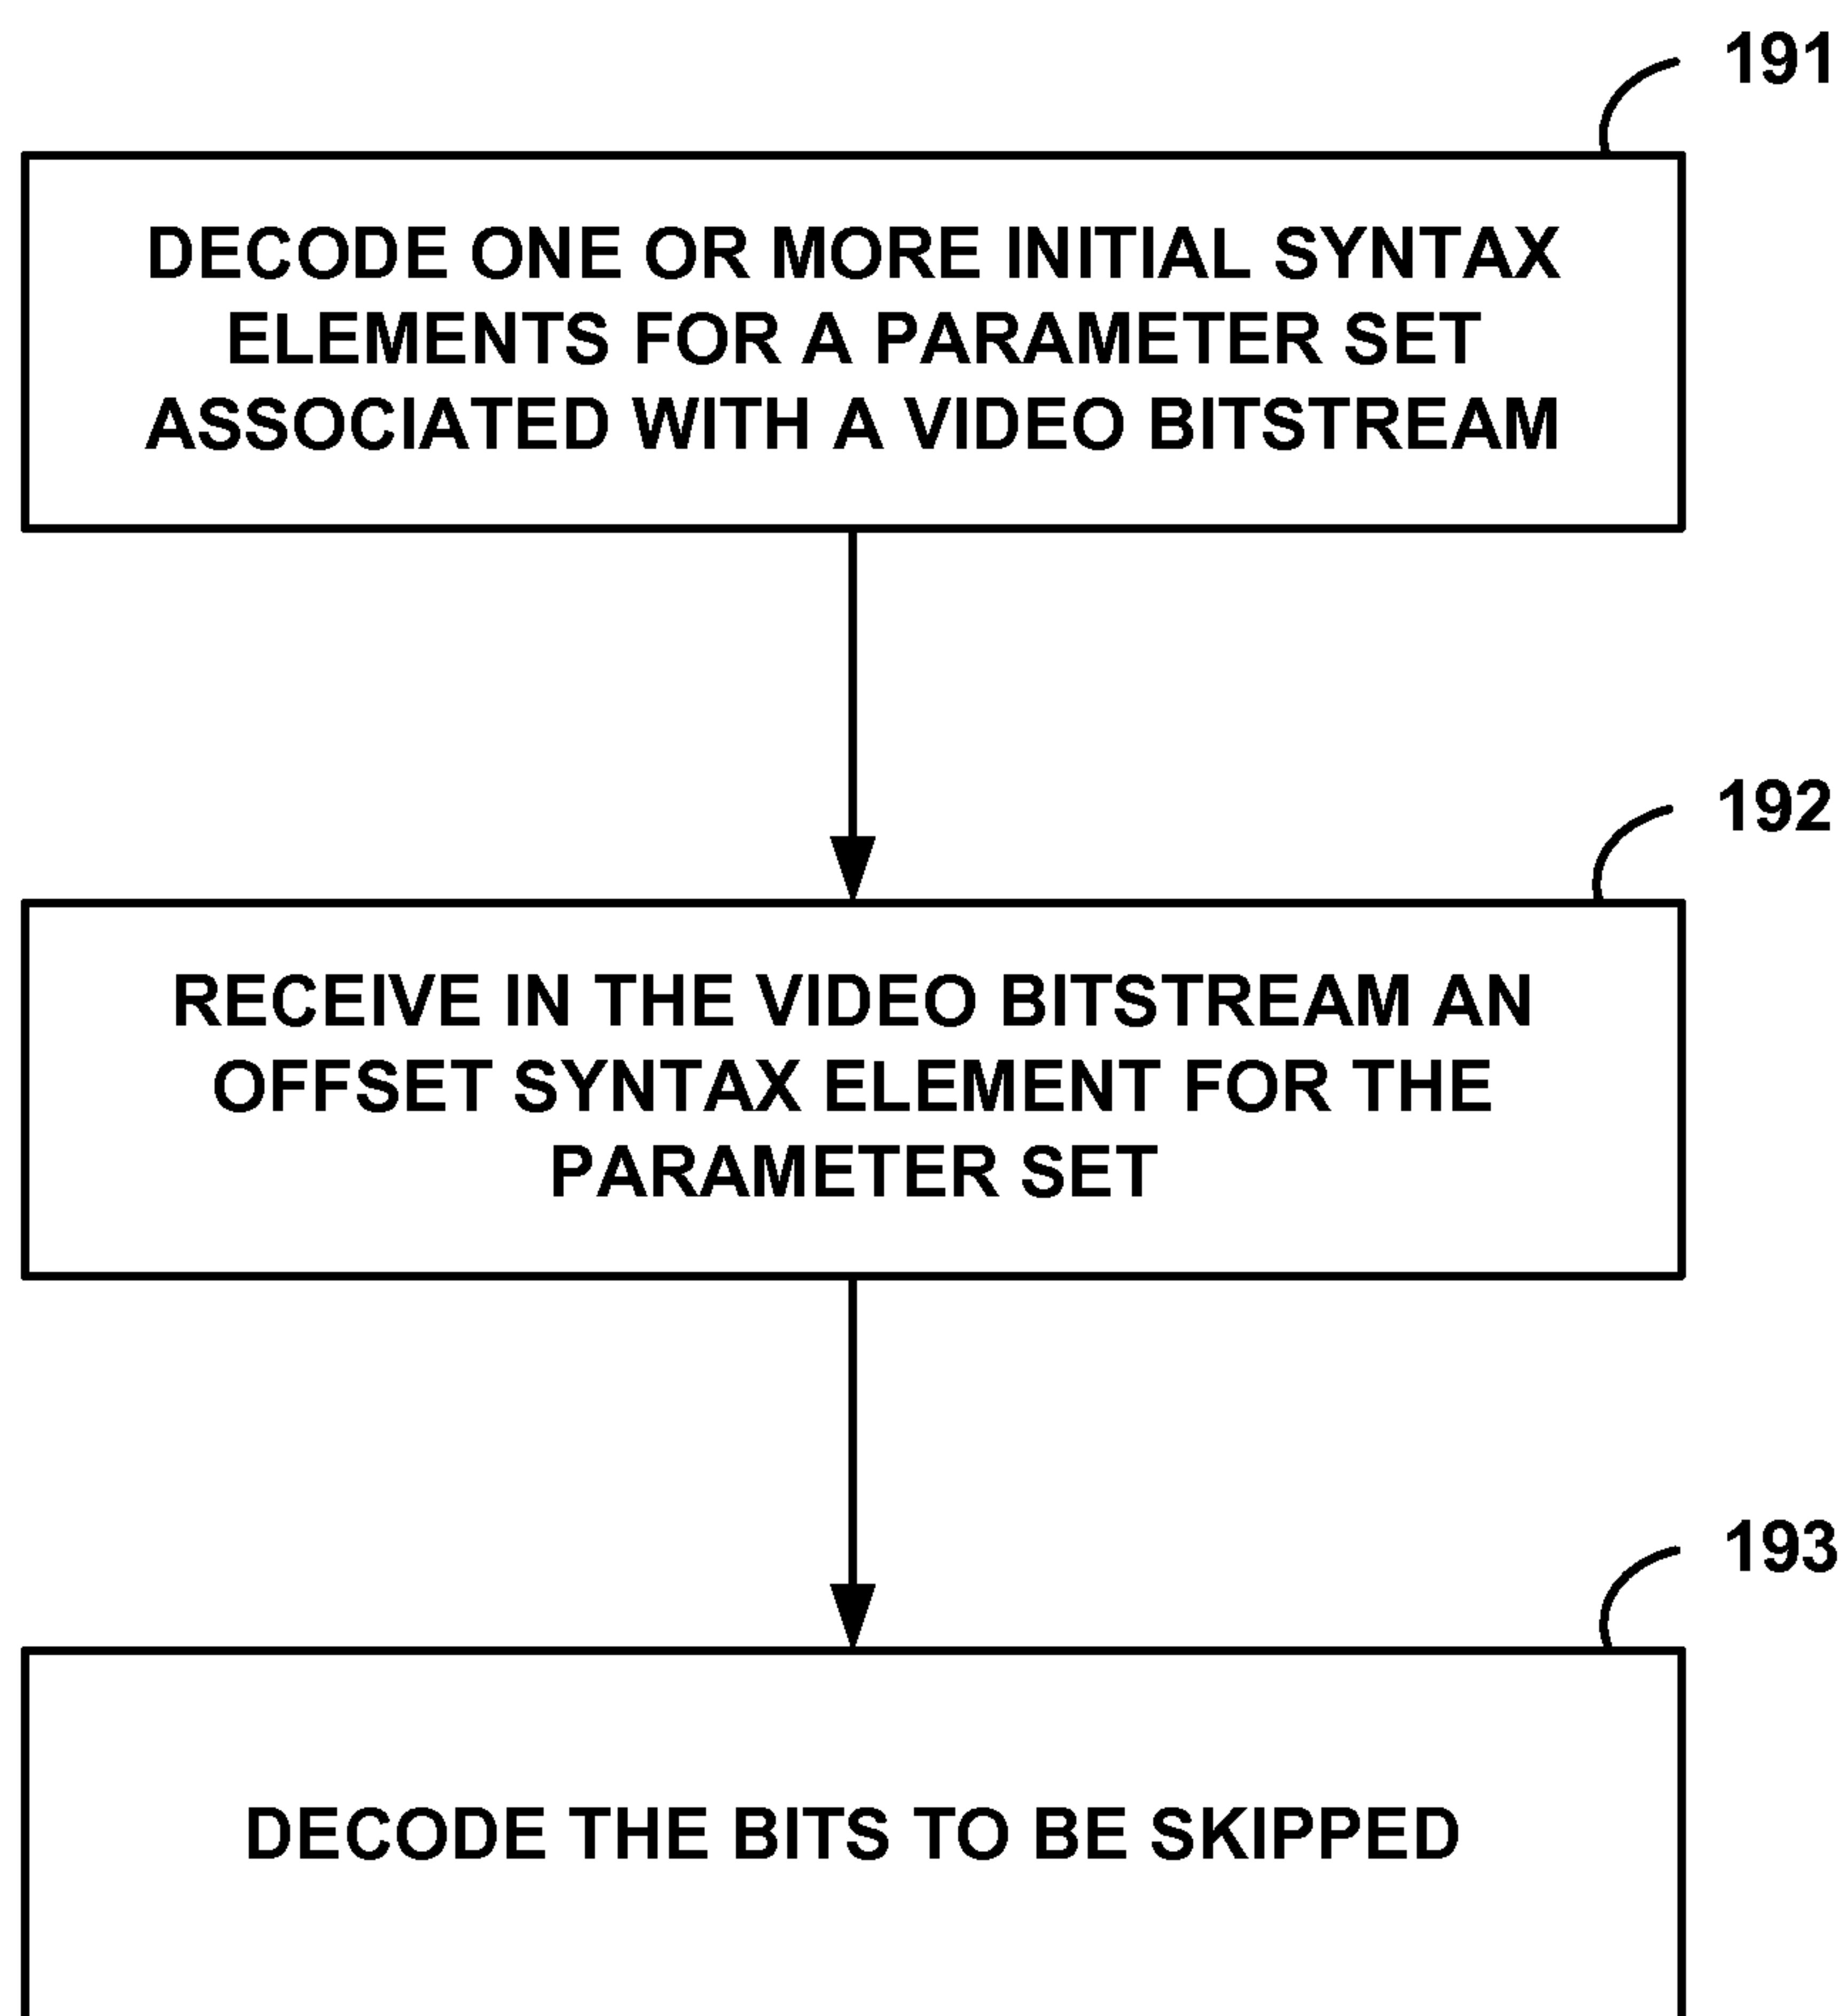 191
DECODE ONE OR MORE INITIAL SYNTAX
ELEMENTS FOR A PARAMETER SET
ASSOCIATED WITH A VIDEO BITSTREAM
192
RECEIVE IN THE VIDEO BITSTREAM AN
OFFSET SYNTAX ELEMENT FOR THE
PARAMETER SET
193
DECODE THE BITS TO BE SKIPPED